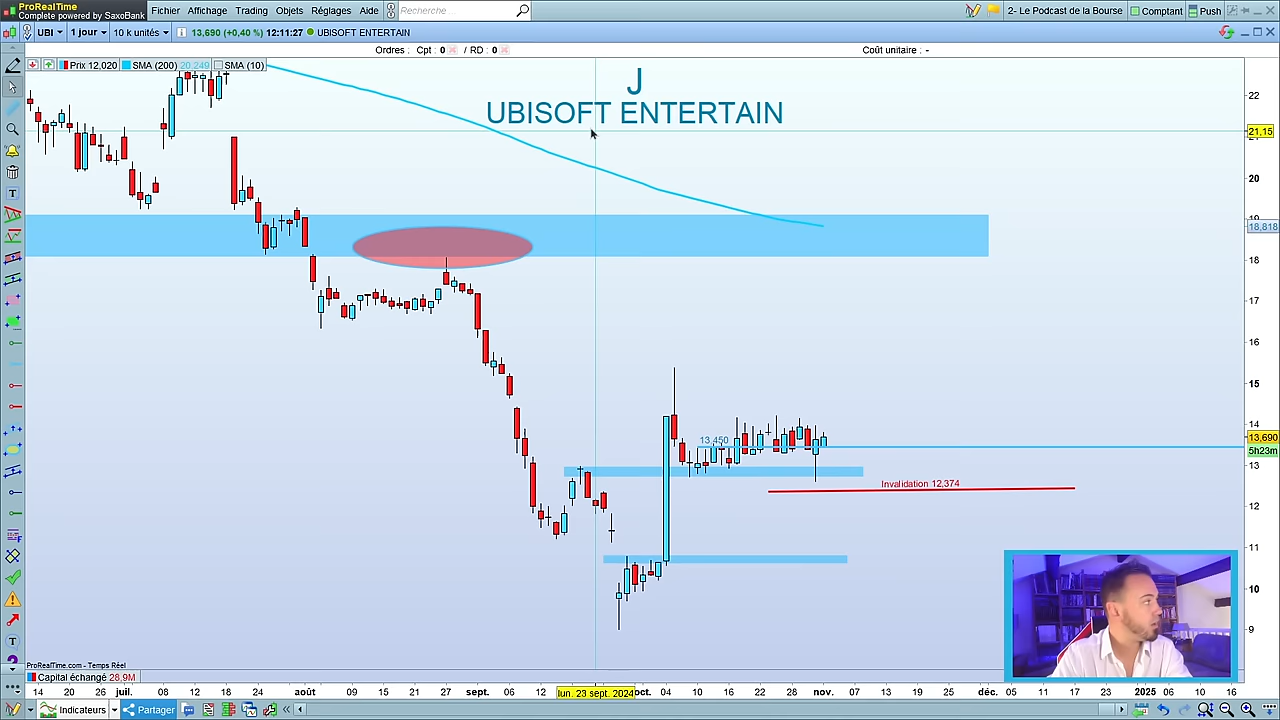 ProRealTime
Complete powered by SaxoBank
Fichier Affichage Trading Objets Réglages Aide Recherche
2- Le Podcast de la Bourse Comptant Push
UBI 1 jour 10 k unités 13,690 (+0,40 %) 12:11:27 UBISOFT ENTERTAIN
Ordres : Cpt : 0 / RD : 0 Coût unitaire : -
Prix 12,020 SMA (200) 20,249 SMA (10)
J
UBISOFT ENTERTAIN
22
21,15
20
19
18,818
18
17
16
15
14
13,690
5h23m
13
12
11
10
9
13,450
Invalidation 12,374
ProRealTime.com - Temps Réel
Capital échangé 26,9M
14 20 26 juil. 06 12 18 24 août 09 15 21 27 sept. 06 12 lun. 23 sept. 2024 oct. 04 10 16 22 28 nov. 07 13 19 25 déc. 05 11 17 23 2025 06 10 16
Indicateurs Partager